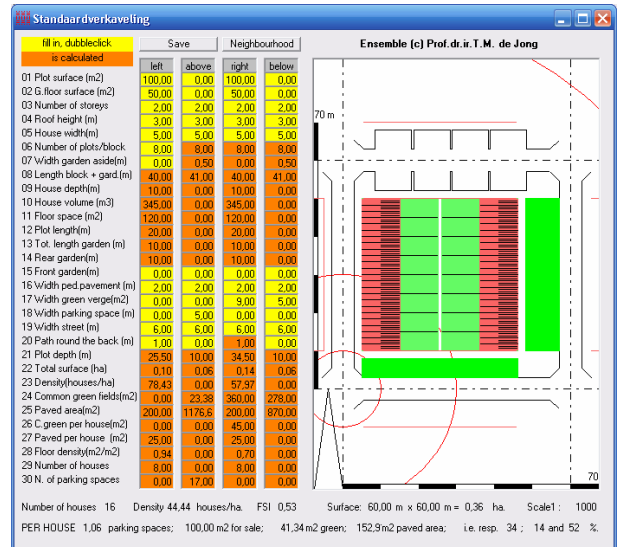 Standaardverkaveling
fill in, dubbleclick Save Neighbourhood Ensemble (c) Prof.dr.ir.T.M. de Jong
is calculated left above right below
01 Plot surface (m2) 100,00 0,00 100,00 0,00
02 G.floor surface (m2) 50,00 0,00 50,00 0,00
03 Number of storeys 2,00 2,00 2,00 2,00
04 Roof height (m) 3,00 3,00 3,00 3,00
05 House width(m) 5,00 5,00 5,00 5,00
06 Number of plots/block 8,00 8,00 8,00 8,00
07 Width garden aside(m) 0,00 0,50 0,00 0,50
08 Length block + gard.(m) 40,00 41,00 40,00 41,00
09 House depth(m) 10,00 0,00 10,00 0,00
10 House volume (m3) 345,00 0,00 345,00 0,00
11 Floor space (m2) 120,00 0,00 120,00 0,00
12 Plot length(m) 20,00 0,00 20,00 0,00
13 Tot. length garden (m) 10,00 0,00 10,00 0,00
14 Rear garden(m) 10,00 0,00 10,00 0,00
15 Front garden(m) 0,00 0,00 0,00 0,00
16 Width ped.pavement (m) 2,00 2,00 2,00 2,00
17 Width green verge(m2) 0,00 0,00 9,00 5,00
18 Width parking space (m) 0,00 5,00 0,00 0,00
19 Width street (m) 6,00 6,00 6,00 6,00
20 Path round the back (m) 1,00 0,00 1,00 0,00
21 Plot depth (m) 25,50 10,00 34,50 10,00
22 Total surface (ha) 0,10 0,06 0,14 0,06
23 Density(houses/ha) 78,43 0,00 57,97 0,00
24 Common green fields(m2) 0,00 23,38 360,00 278,00
25 Paved area(m2) 200,00 1176,6 200,00 870,00
26 C.green per house(m2) 0,00 0,00 45,00 0,00
27 Paved per house (m2) 25,00 0,00 25,00 0,00
28 Floor density(m2/m2) 0,94 0,00 0,70 0,00
29 Number of houses 8,00 0,00 8,00 0,00
30 N. of parking spaces 0,00 17,00 0,00 0,00
70 m
70
Number of houses 16 Density 44,44 houses/ha. FSI 0,53 Surface: 60,00 m x 60,00 m = 0,36 ha. Scale1 : 1000
PER HOUSE 1,06 parking spaces; 100,00 m2 for sale; 41,34 m2 green; 152,9m2 paved area; i.e. resp. 34 ; 14 and 52 %.